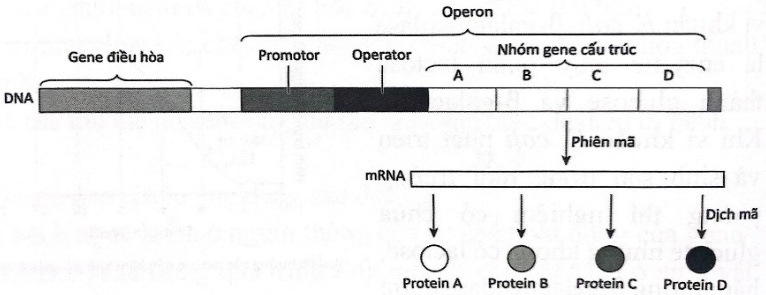 Operon
Gene điều hòa
Promotor
Operator
Nhóm gene cấu trúc
A B C D
DNA
Phiên mã
mRNA
Dịch mã
Protein A Protein B Protein C Protein D